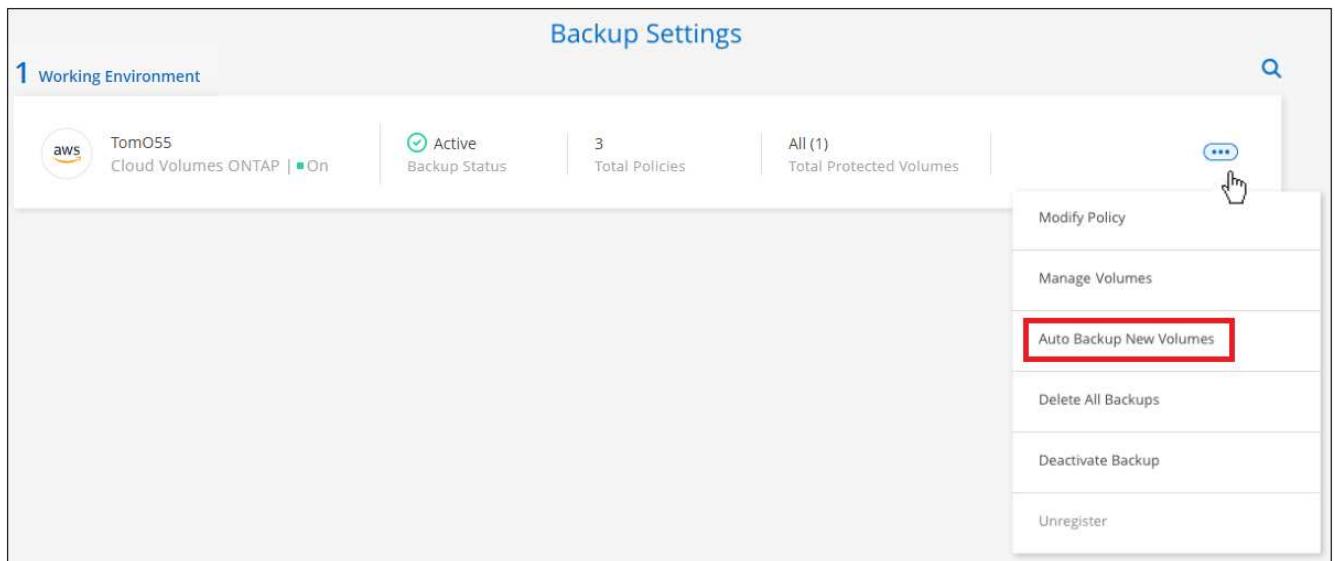 Backup Settings
1 Working Environment
aws
TomO55
Cloud Volumes ONTAP | On
Active
Backup Status
3
Total Policies
All (1)
Total Protected Volumes
Modify Policy
Manage Volumes
Auto Backup New Volumes
Delete All Backups
Deactivate Backup
Unregister